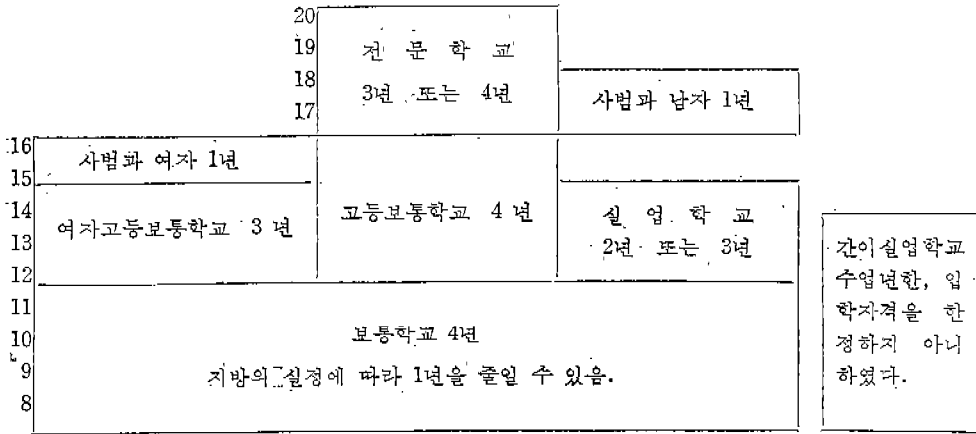 20
19
18
17
전 문 학 교
3년 또는 4년
사범과 남자 1년
16
15
사범과 여자 1년
14
13
12
여자고등보통학교 3년
고등보통학교 4년
실 업 학 교
2년 또는 3년
11
10
9
8
보통학교 4년
지방의 실정에 따라 1년을 줄일 수 있음.
간이실업학교
수업년한, 입
학자격을 한
정하지 아니
하였다.